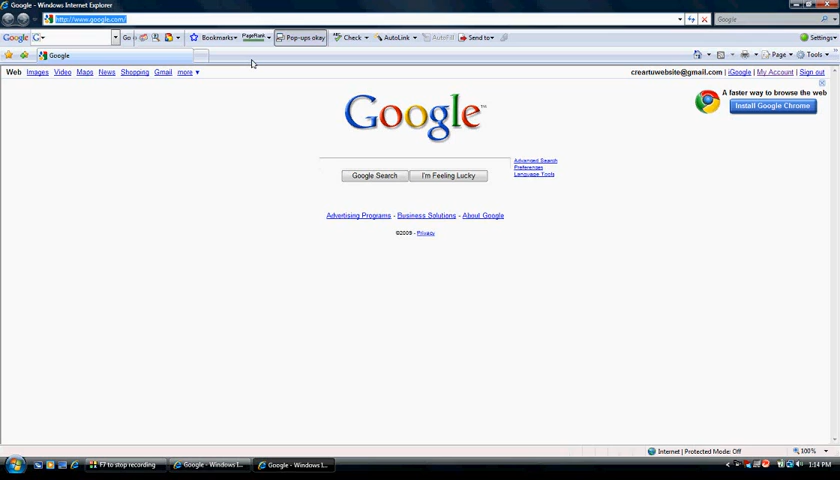 Google - Windows Internet Explorer
http://www.google.com/
Google
Google G Go Bookmarks PageRank Pop-ups okay Check AutoLink AutoFill Send to Settings
Google
Page Tools
Web Images Video Maps News Shopping Gmail more ▼
creartuwebsite@gmail.com | iGoogle | My Account | Sign out
A faster way to browse the web
Install Google Chrome
Google™
Advanced Search
Preferences
Language Tools
Google Search I'm Feeling Lucky
Advertising Programs - Business Solutions - About Google
©2009 - Privacy
Internet | Protected Mode: Off
100%
F7 to stop recording Google - Windows I... Google - Windows I...
1:14 PM